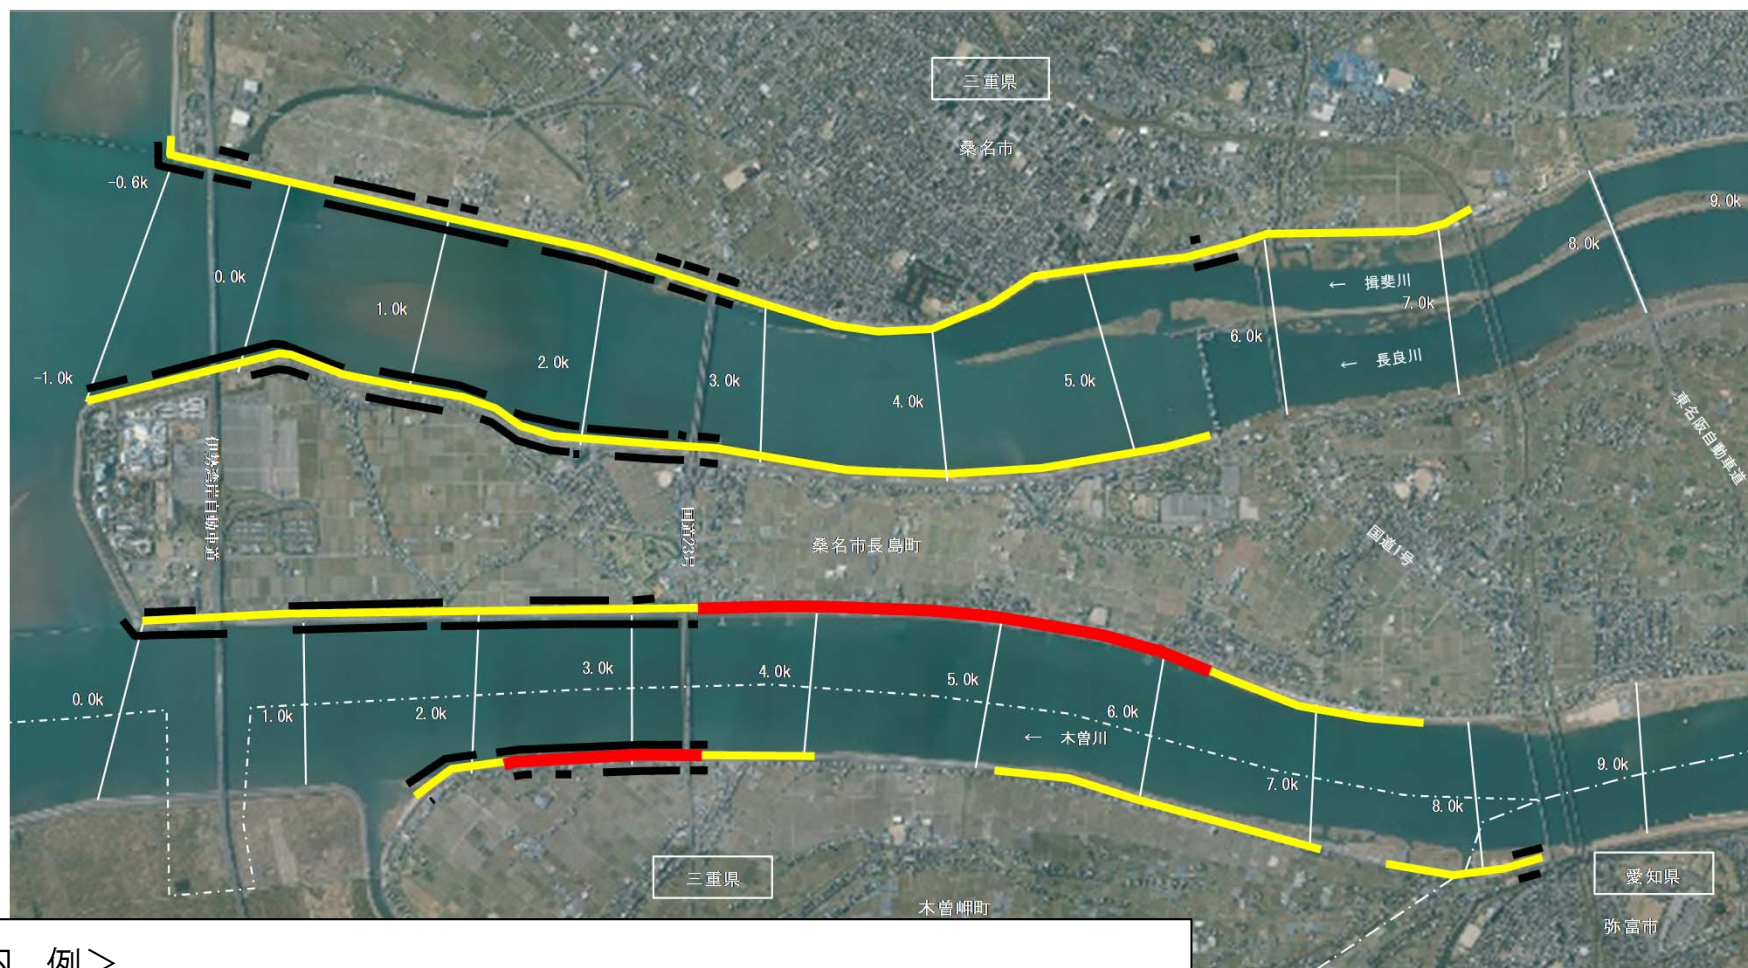 三重県
桑名市
-0.6k
0.0k
1.0k
2.0k
3.0k
4.0k
5.0k
6.0k
7.0k
8.0k
9.0k
← 揖斐川
← 長良川
-1.0k
東名阪自動車道
伊勢湾岸自動車道
国道23号
国道1号
桑名市長島町
0.0k
1.0k
2.0k
3.0k
4.0k
5.0k
6.0k
7.0k
8.0k
9.0k
← 木曽川
三重県
木曽岬町
愛知県
弥富市
例>